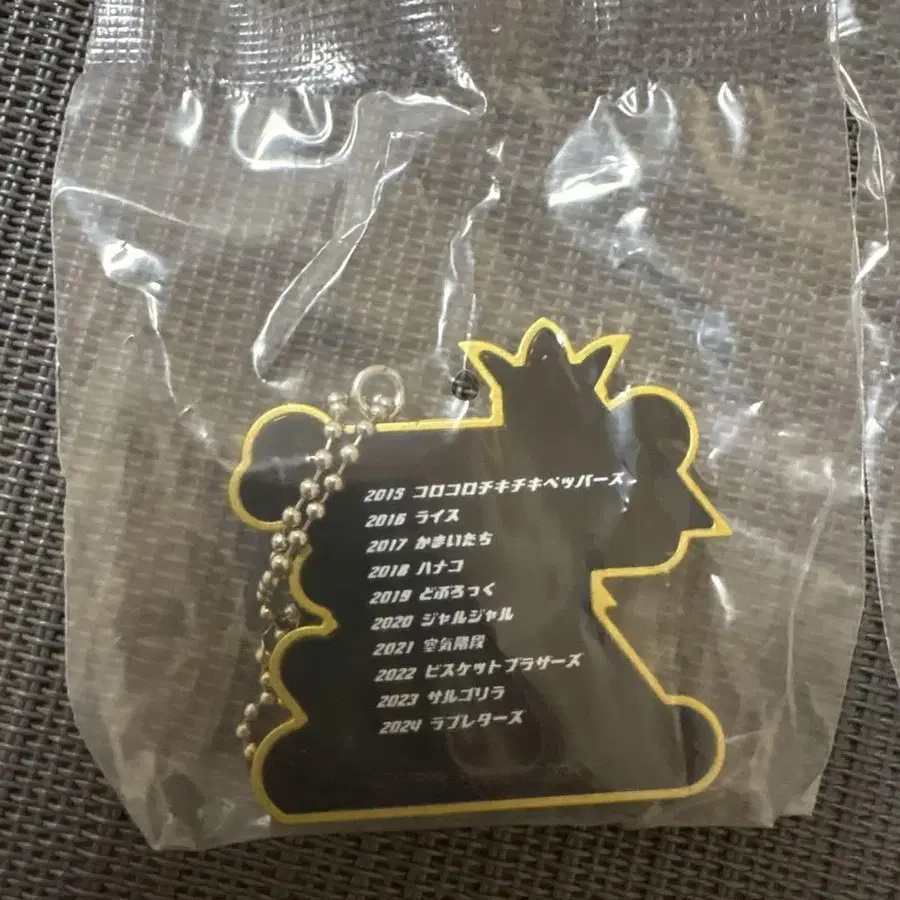 2015 コロコロチキチキペッパーズ
2016 ライス
2017 かまいたち
2018 ハナコ
2019 どぶろっく
2020 ジャルジャル
2021 空気階段
2022 ビスケットブラザーズ
2023 サルゴリラ
2024 ラブレターズ